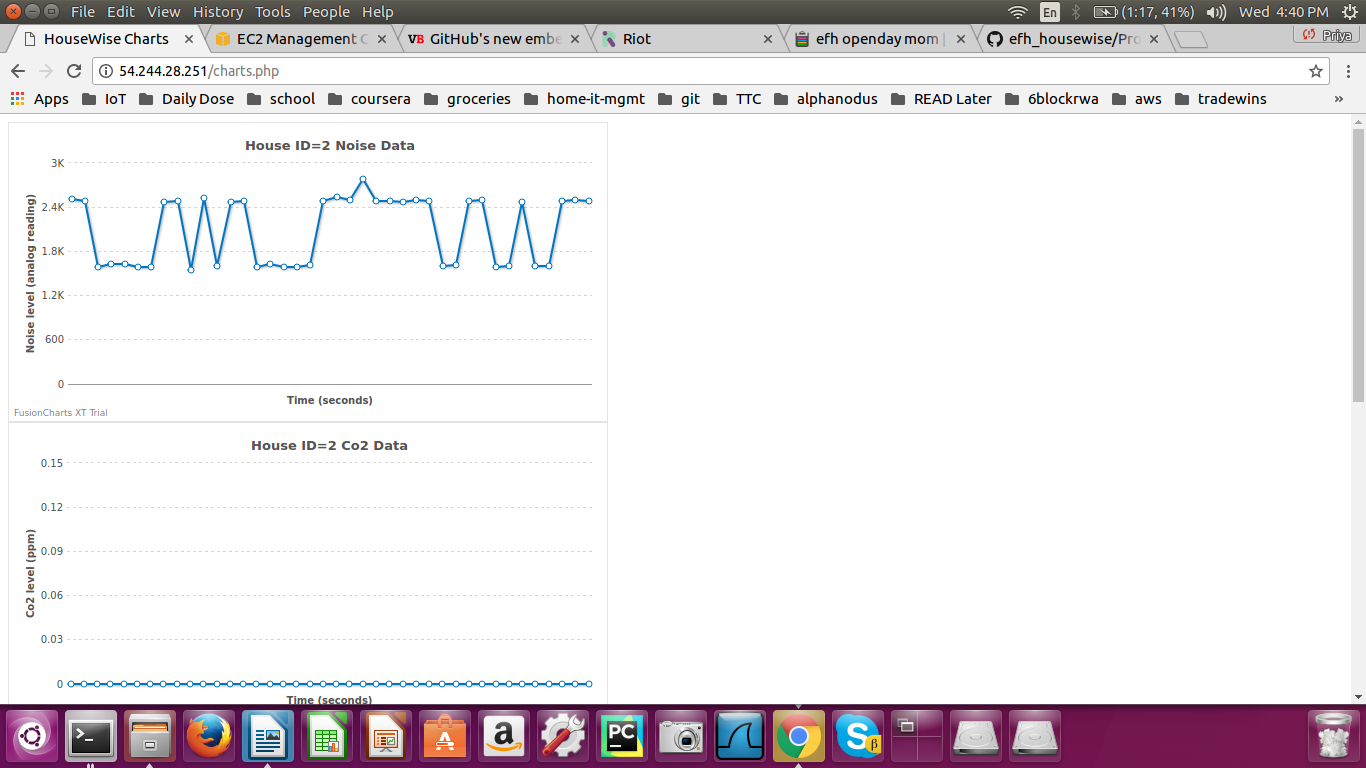 File Edit View History Tools People Help
En (1:17, 41%) Wed 4:40 PM
HouseWise Charts
EC2 Management C
VB GitHub's new embe
Riot
efh openday mom |
efh_housewise/Pro
Priya
54.244.28.251/charts.php
Apps IoT Daily Dose school coursera groceries home-it-mgmt git TTC alphanodus READ Later 6blockrwa aws tradewins »
House ID=2 Noise Data
3K
2.4K
1.8K
1.2K
600
0
Noise level (analog reading)
Time (seconds)
FusionCharts XT Trial
House ID=2 Co2 Data
0.15
0.12
0.09
0.06
0.03
0
Co2 level (ppm)
Time (seconds)
>_
A
a
PC
S
β